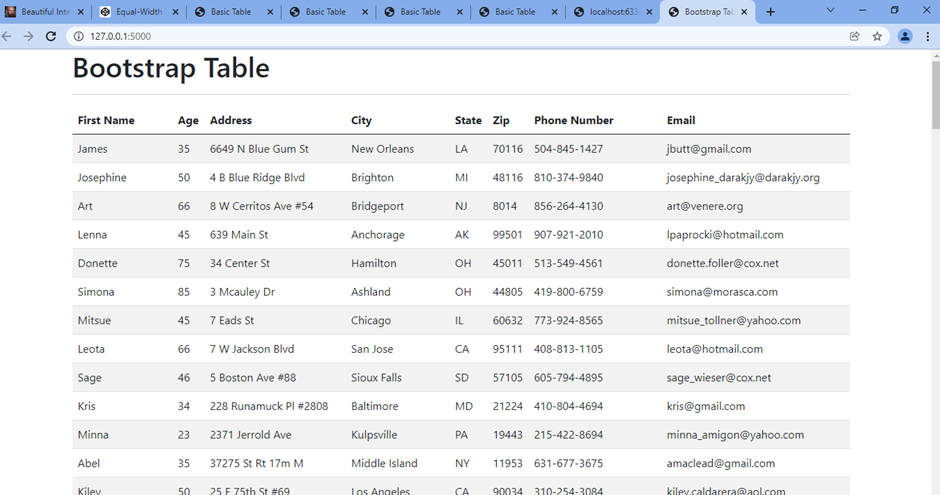 Beautiful Inte Equal-Width Basic Table Basic Table Basic Table Basic Table localhost:633 Bootstrap Tab
127.0.0.1:5000
Bootstrap Table
First Name Age Address City State Zip Phone Number Email
James 35 6649 N Blue Gum St New Orleans LA 70116 504-845-1427 jbutt@gmail.com
Josephine 50 4 B Blue Ridge Blvd Brighton MI 48116 810-374-9840 josephine_darakjy@darakjy.org
Art 66 8 W Cerritos Ave #54 Bridgeport NJ 8014 856-264-4130 art@venere.org
Lenna 45 639 Main St Anchorage AK 99501 907-921-2010 lpaprocki@hotmail.com
Donette 75 34 Center St Hamilton OH 45011 513-549-4561 donette.foller@cox.net
Simona 85 3 Mcauley Dr Ashland OH 44805 419-800-6759 simona@morasca.com
Mitsue 45 7 Eads St Chicago IL 60632 773-924-8565 mitsue_tollner@yahoo.com
Leota 66 7 W Jackson Blvd San Jose CA 95111 408-813-1105 leota@hotmail.com
Sage 46 5 Boston Ave #88 Sioux Falls SD 57105 605-794-4895 sage_wieser@cox.net
Kris 34 228 Runamuck Pl #2808 Baltimore MD 21224 410-804-4694 kris@gmail.com
Minna 23 2371 Jerrold Ave Kulpsville PA 19443 215-422-8694 minna_amigon@yahoo.com
Abel 35 37275 St Rt 17m M Middle Island NY 11953 631-677-3675 amaclead@gmail.com
Kiley 50 25 E 75th St #69 Los Angeles CA 90034 310-254-3084 kiley.caldarera@aol.com